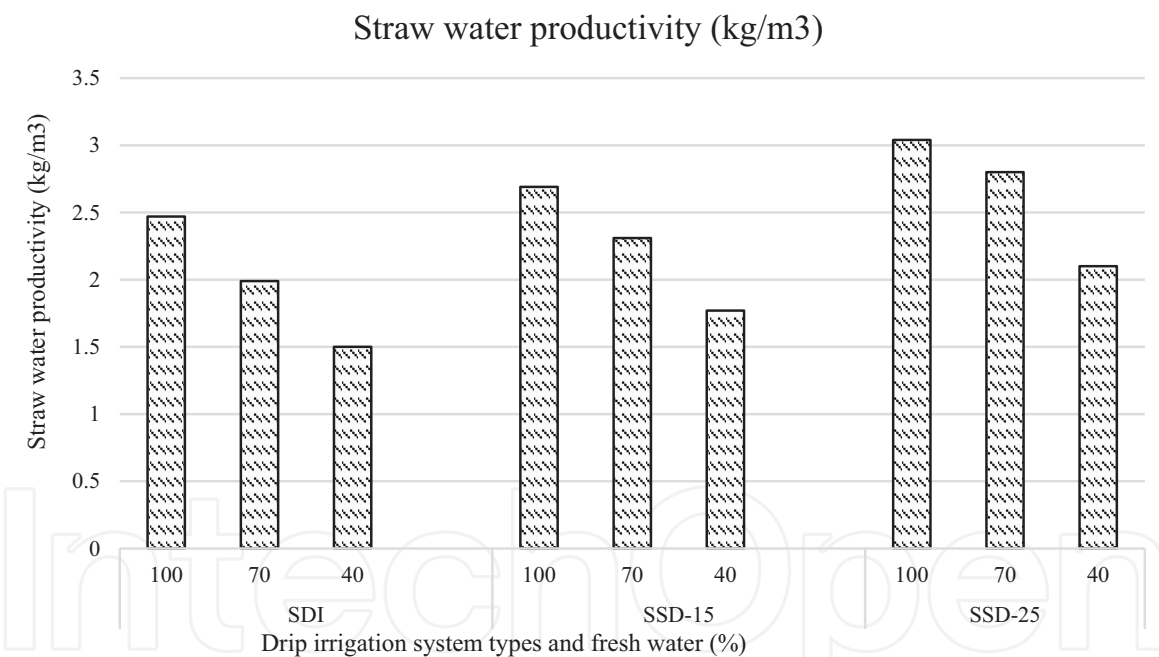 Straw water productivity (kg/m3)
Straw water productivity (kg/m3)
3.5
3
2.5
2
1.5
1
0.5
0
100 70 40 100 70 40 100 70 40
SDI SSD-15 SSD-25
Drip irrigation system types and fresh water (%)
IntechOpen